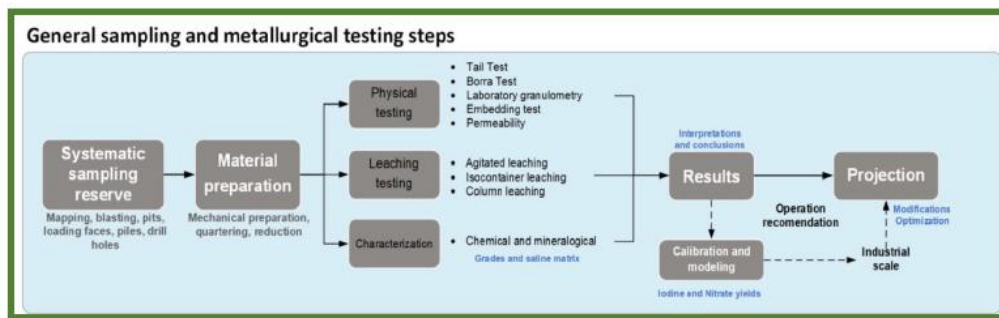 General sampling and metallurgical testing steps
Systematic
sampling
reserve
Mapping, blasting, pits,
loading faces, piles, drill
holes
Material
preparation
Mechanical preparation,
quartering, reduction
Physical
testing
• Tail Test
• Borra Test
• Laboratory granulometry
• Embedding test
• Permeability
Leaching
testing
• Agitated leaching
• Isocontainer leaching
• Column leaching
Characterization
• Chemical and mineralogical
Grades and saline matrix
Interpretations
and conclusions
Results
Calibration and
modeling
Iodine and Nitrate yields
Operation
recomendation
Projection
Modifications
Optimization
Industrial
scale